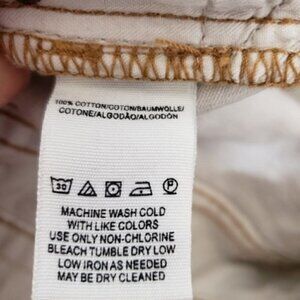 100% COTTON/COTON/BAUMWOLLE/
COTONE/ALGODÃO/ALGODÓN
30 P
MACHINE WASH COLD
WITH LIKE COLORS
USE ONLY NON-CHLORINE
BLEACH TUMBLE DRY LOW
LOW IRON AS NEEDED
MAY BE DRY CLEANED